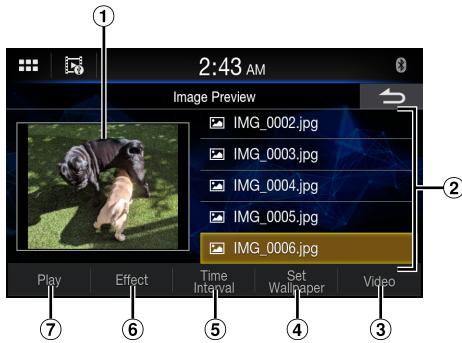 1
2:43 AM
Image Preview
IMG_0002.jpg
IMG_0003.jpg
IMG_0004.jpg
2
IMG_0005.jpg
IMG_0006.jpg
Play
Effect
Time
Interval
Set
Wallpaper
Video
7
6
5
4
3